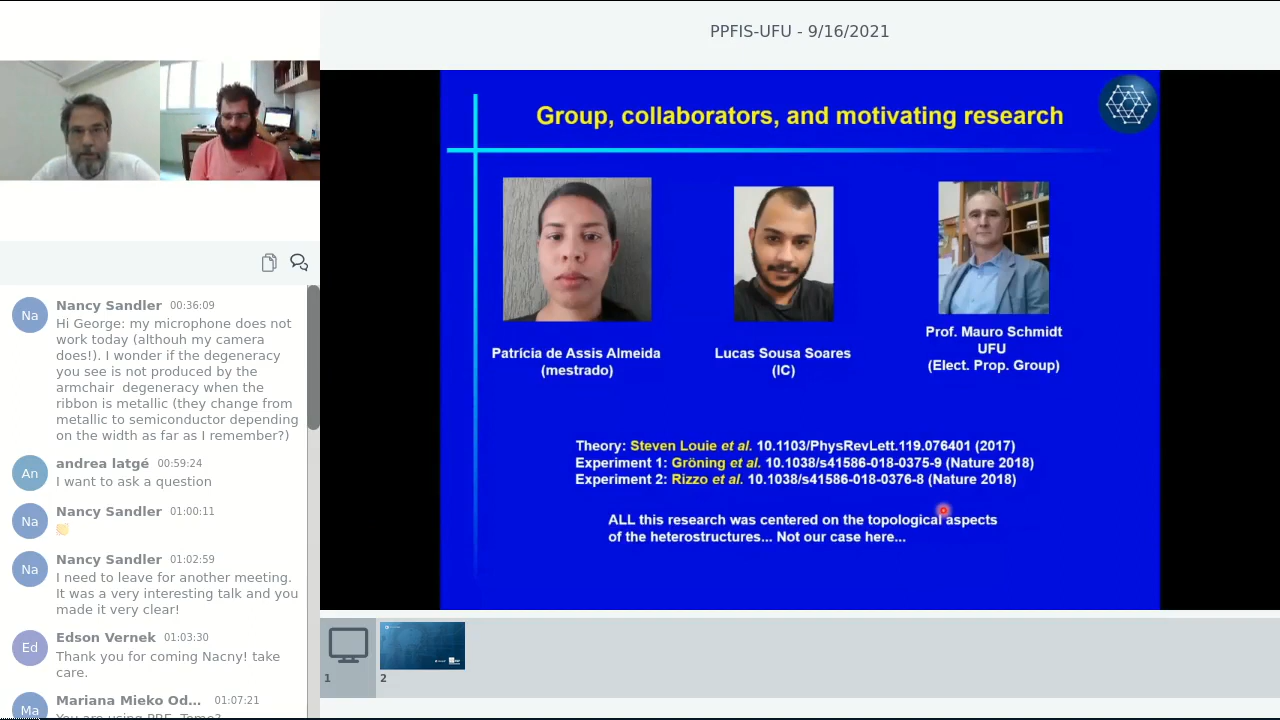 PPFIS-UFU - 9/16/2021
Group, collaborators, and motivating research
Patrícia de Assis Almeida
(mestrado)
Lucas Sousa Soares
(IC)
Prof. Mauro Schmidt
UFU
(Elect. Prop. Group)
Theory: Steven Louie et al. 10.1103/PhysRevLett.119.076401 (2017)
Experiment 1: Gröning et al. 10.1038/s41586-018-0375-9 (Nature 2018)
Experiment 2: Rizzo et al. 10.1038/s41586-018-0376-8 (Nature 2018)
ALL this research was centered on the topological aspects
of the heterostructures... Not our case here...
Na
Nancy Sandler 00:36:09
Hi George: my microphone does not
work today (althouh my camera
does!). I wonder if the degeneracy
you see is not produced by the
armchair degeneracy when the
ribbon is metallic (they change from
metallic to semiconductor depending
on the width as far as I remember?)
An
andrea latgé 00:59:24
I want to ask a question
Na
Nancy Sandler 01:00:11
Na
Nancy Sandler 01:02:59
I need to leave for another meeting.
It was a very interesting talk and you
made it very clear!
Ed
Edson Vernek 01:03:30
Thank you for coming Nacny! take
care.
Ma
Mariana Mieko Od... 01:07:21
You are using PBE, Tome?
1
2